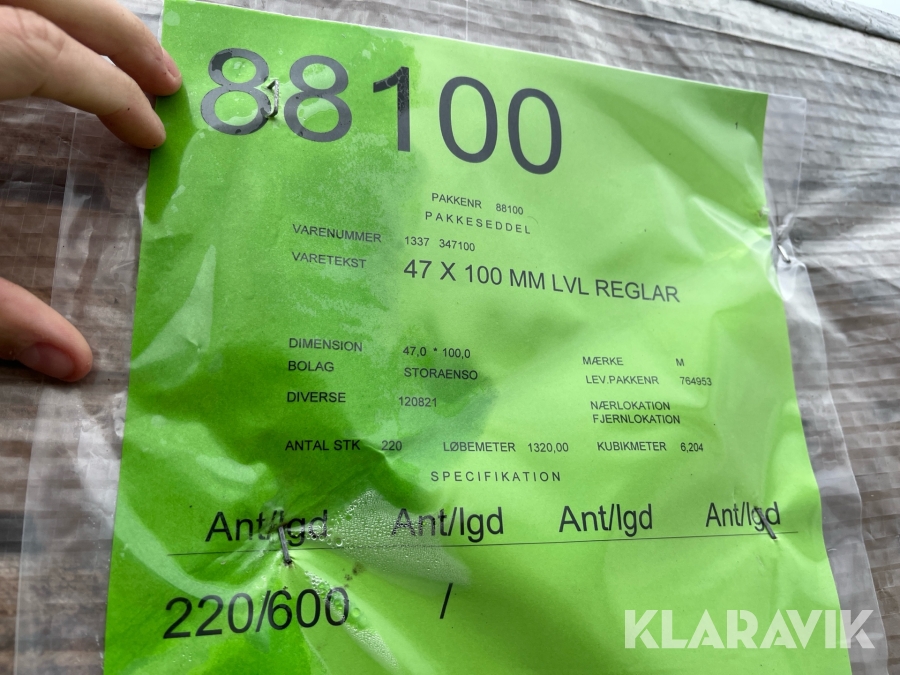 88100
PAKKENR 88100
PAKKESEDDEL
VARENUMMER 1337 347100
VARETEKST 47 X 100 MM LVL REGLAR
DIMENSION 47,0 * 100,0 MÆRKE M
BOLAG STORAENSO LEV.PAKKENR 764953
DIVERSE 120821 NÆRLOKATION
FJERNLOKATION
ANTAL STK 220 LØBEMETER 1320,00 KUBIKMETER 6,204
SPECIFIKATION
Ant/lgd Ant/lgd Ant/lgd Ant/lgd
220/600 /
KLARAVIK